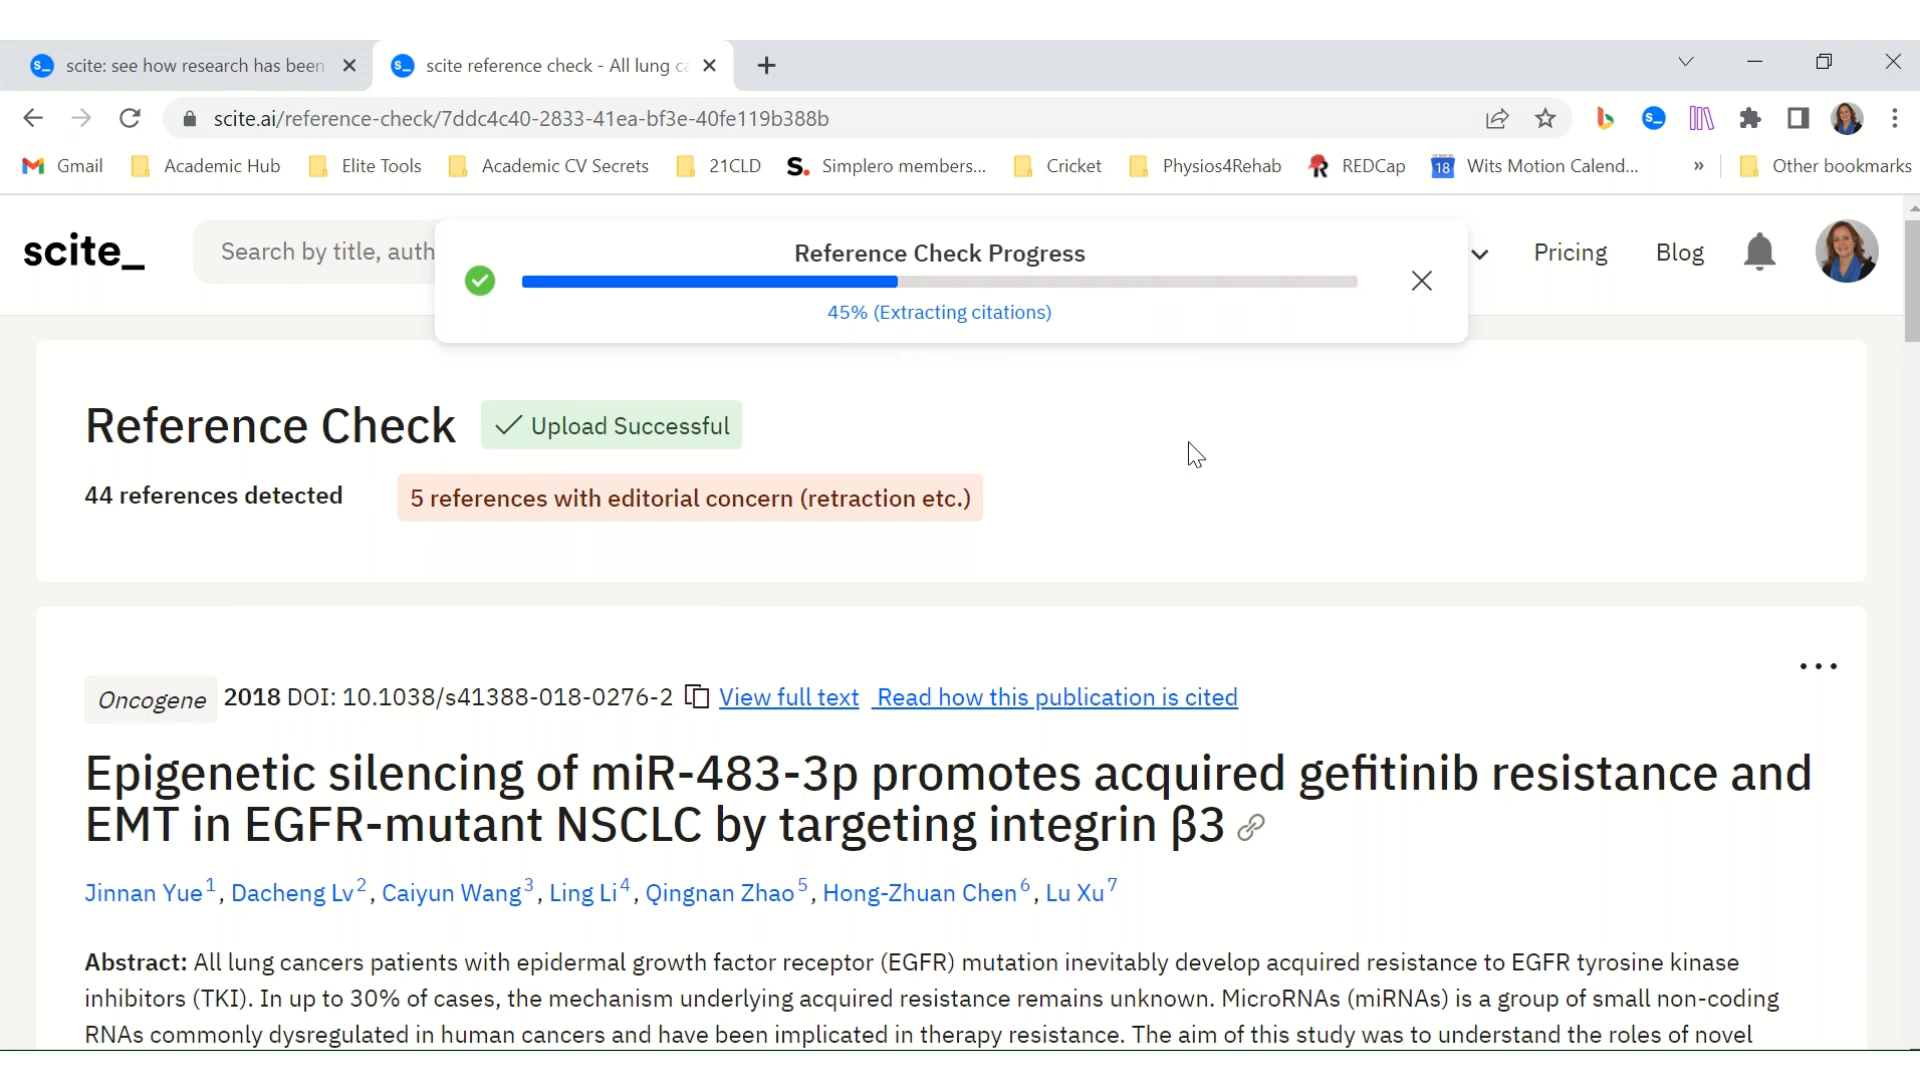 scite: see how research has been
scite reference check - All lung ca
scite.ai/reference-check/7ddc4c40-2833-41ea-bf3e-40fe119b388b
Gmail Academic Hub Elite Tools Academic CV Secrets 21CLD S. Simplero members... Cricket Physios4Rehab REDCap 18 Wits Motion Calend... » Other bookmarks
scite_ Search by title, auth Pricing Blog
Reference Check Progress
45% (Extracting citations)
Reference Check Upload Successful
44 references detected 5 references with editorial concern (retraction etc.)
Oncogene 2018 DOI: 10.1038/s41388-018-0276-2 View full text Read how this publication is cited
Epigenetic silencing of miR-483-3p promotes acquired gefitinib resistance and
EMT in EGFR-mutant NSCLC by targeting integrin β3
Jinnan Yue1, Dacheng Lv2, Caiyun Wang3, Ling Li4, Qingnan Zhao5, Hong-Zhuan Chen6, Lu Xu7
Abstract: All lung cancers patients with epidermal growth factor receptor (EGFR) mutation inevitably develop acquired resistance to EGFR tyrosine kinase
inhibitors (TKI). In up to 30% of cases, the mechanism underlying acquired resistance remains unknown. MicroRNAs (miRNAs) is a group of small non-coding
RNAs commonly dysregulated in human cancers and have been implicated in therapy resistance. The aim of this study was to understand the roles of novel